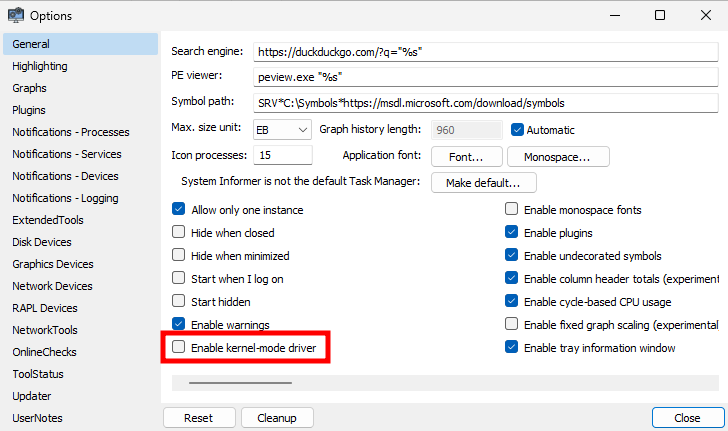 Options
General
Highlighting
Graphs
Plugins
Notifications - Processes
Notifications - Services
Notifications - Devices
Notifications - Logging
ExtendedTools
Disk Devices
Graphics Devices
Network Devices
RAPL Devices
NetworkTools
OnlineChecks
ToolStatus
Updater
UserNotes
Search engine: https://duckduckgo.com/?q="%s"
PE viewer: peview.exe "%s"
Symbol path: SRV*C:\Symbols*https://msdl.microsoft.com/download/symbols
Max. size unit: EB Graph history length: 960 Automatic
Icon processes: 15 Application font: Font... Monospace...
System Informer is not the default Task Manager: Make default...
Allow only one instance
Hide when closed
Hide when minimized
Start when I log on
Start hidden
Enable warnings
Enable kernel-mode driver
Enable monospace fonts
Enable plugins
Enable undecorated symbols
Enable column header totals (experiment
Enable cycle-based CPU usage
Enable fixed graph scaling (experimental
Enable tray information window
Reset Cleanup Close